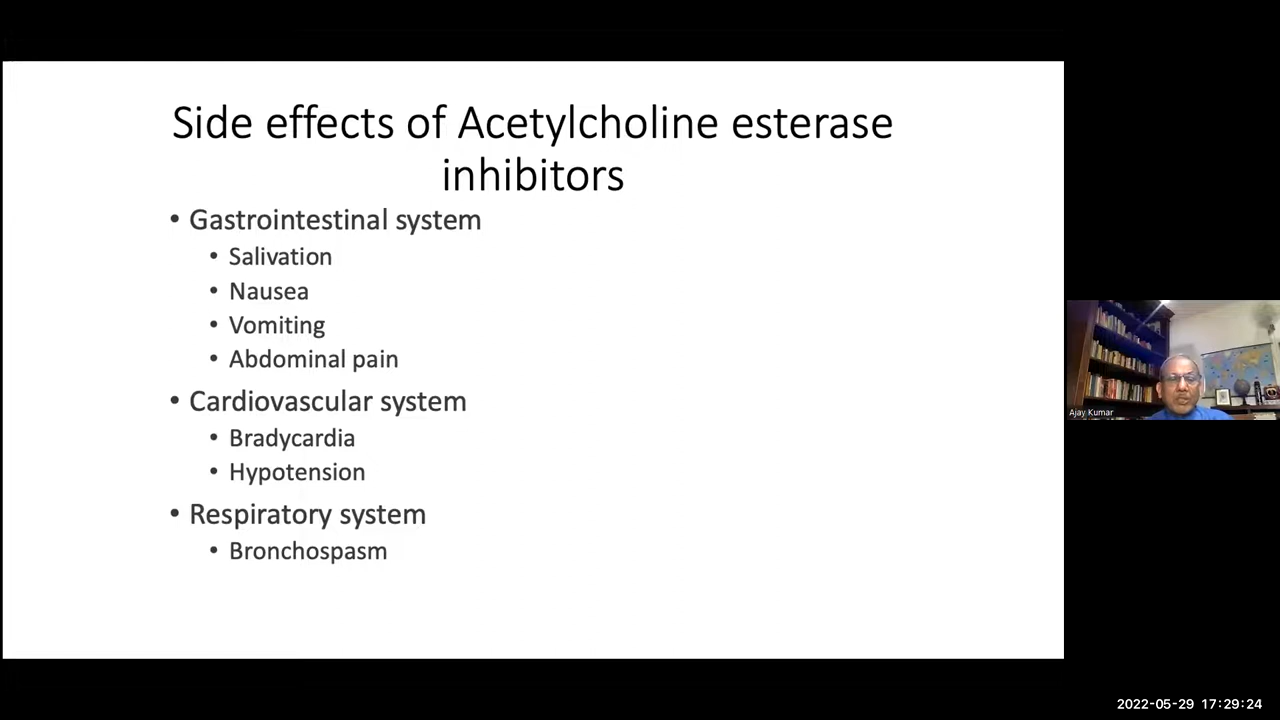 Side effects of Acetylcholine esterase
inhibitors
• Gastrointestinal system
• Salivation
• Nausea
• Vomiting
• Abdominal pain
• Cardiovascular system
• Bradycardia
• Hypotension
• Respiratory system
• Bronchospasm
Ajay Kumar
2022-05-29 17:29:24